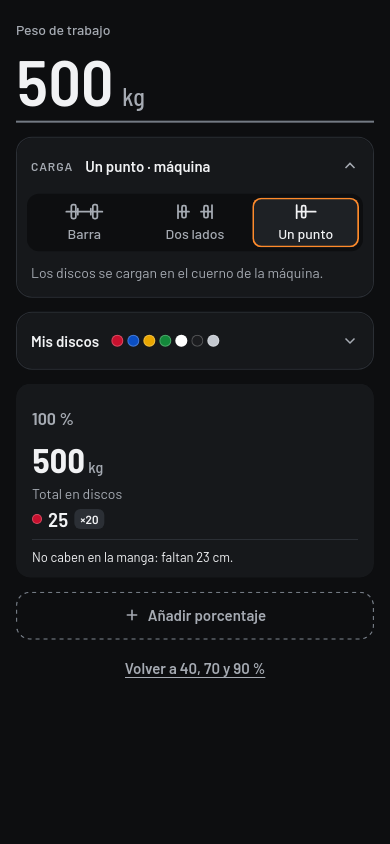 Peso de trabajo
500 kg
CARGA Un punto · máquina
Barra Dos lados Un punto
Los discos se cargan en el cuerno de la máquina.
Mis discos
100 %
500 kg
Total en discos
25 ×20
No caben en la manga: faltan 23 cm.
+ Añadir porcentaje
Volver a 40, 70 y 90 %